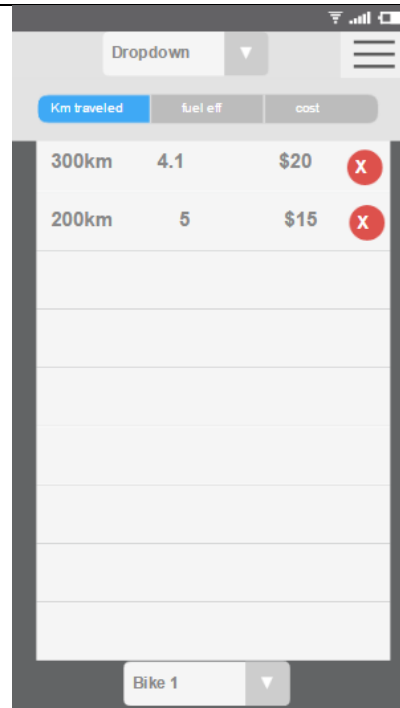 Dropdown
Km traveled fuel eff cost
300km 4.1 $20 X
200km 5 $15 X
Bike 1